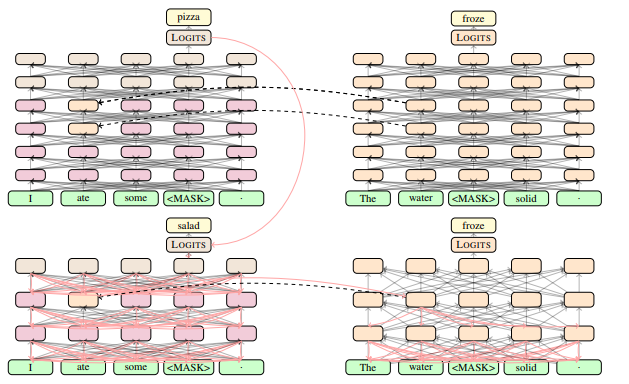 pizza froze
LOGITS LOGITS
I ate some <MASK> . The water <MASK> solid .
salad froze
LOGITS LOGITS
I ate some <MASK> . The water <MASK> solid .